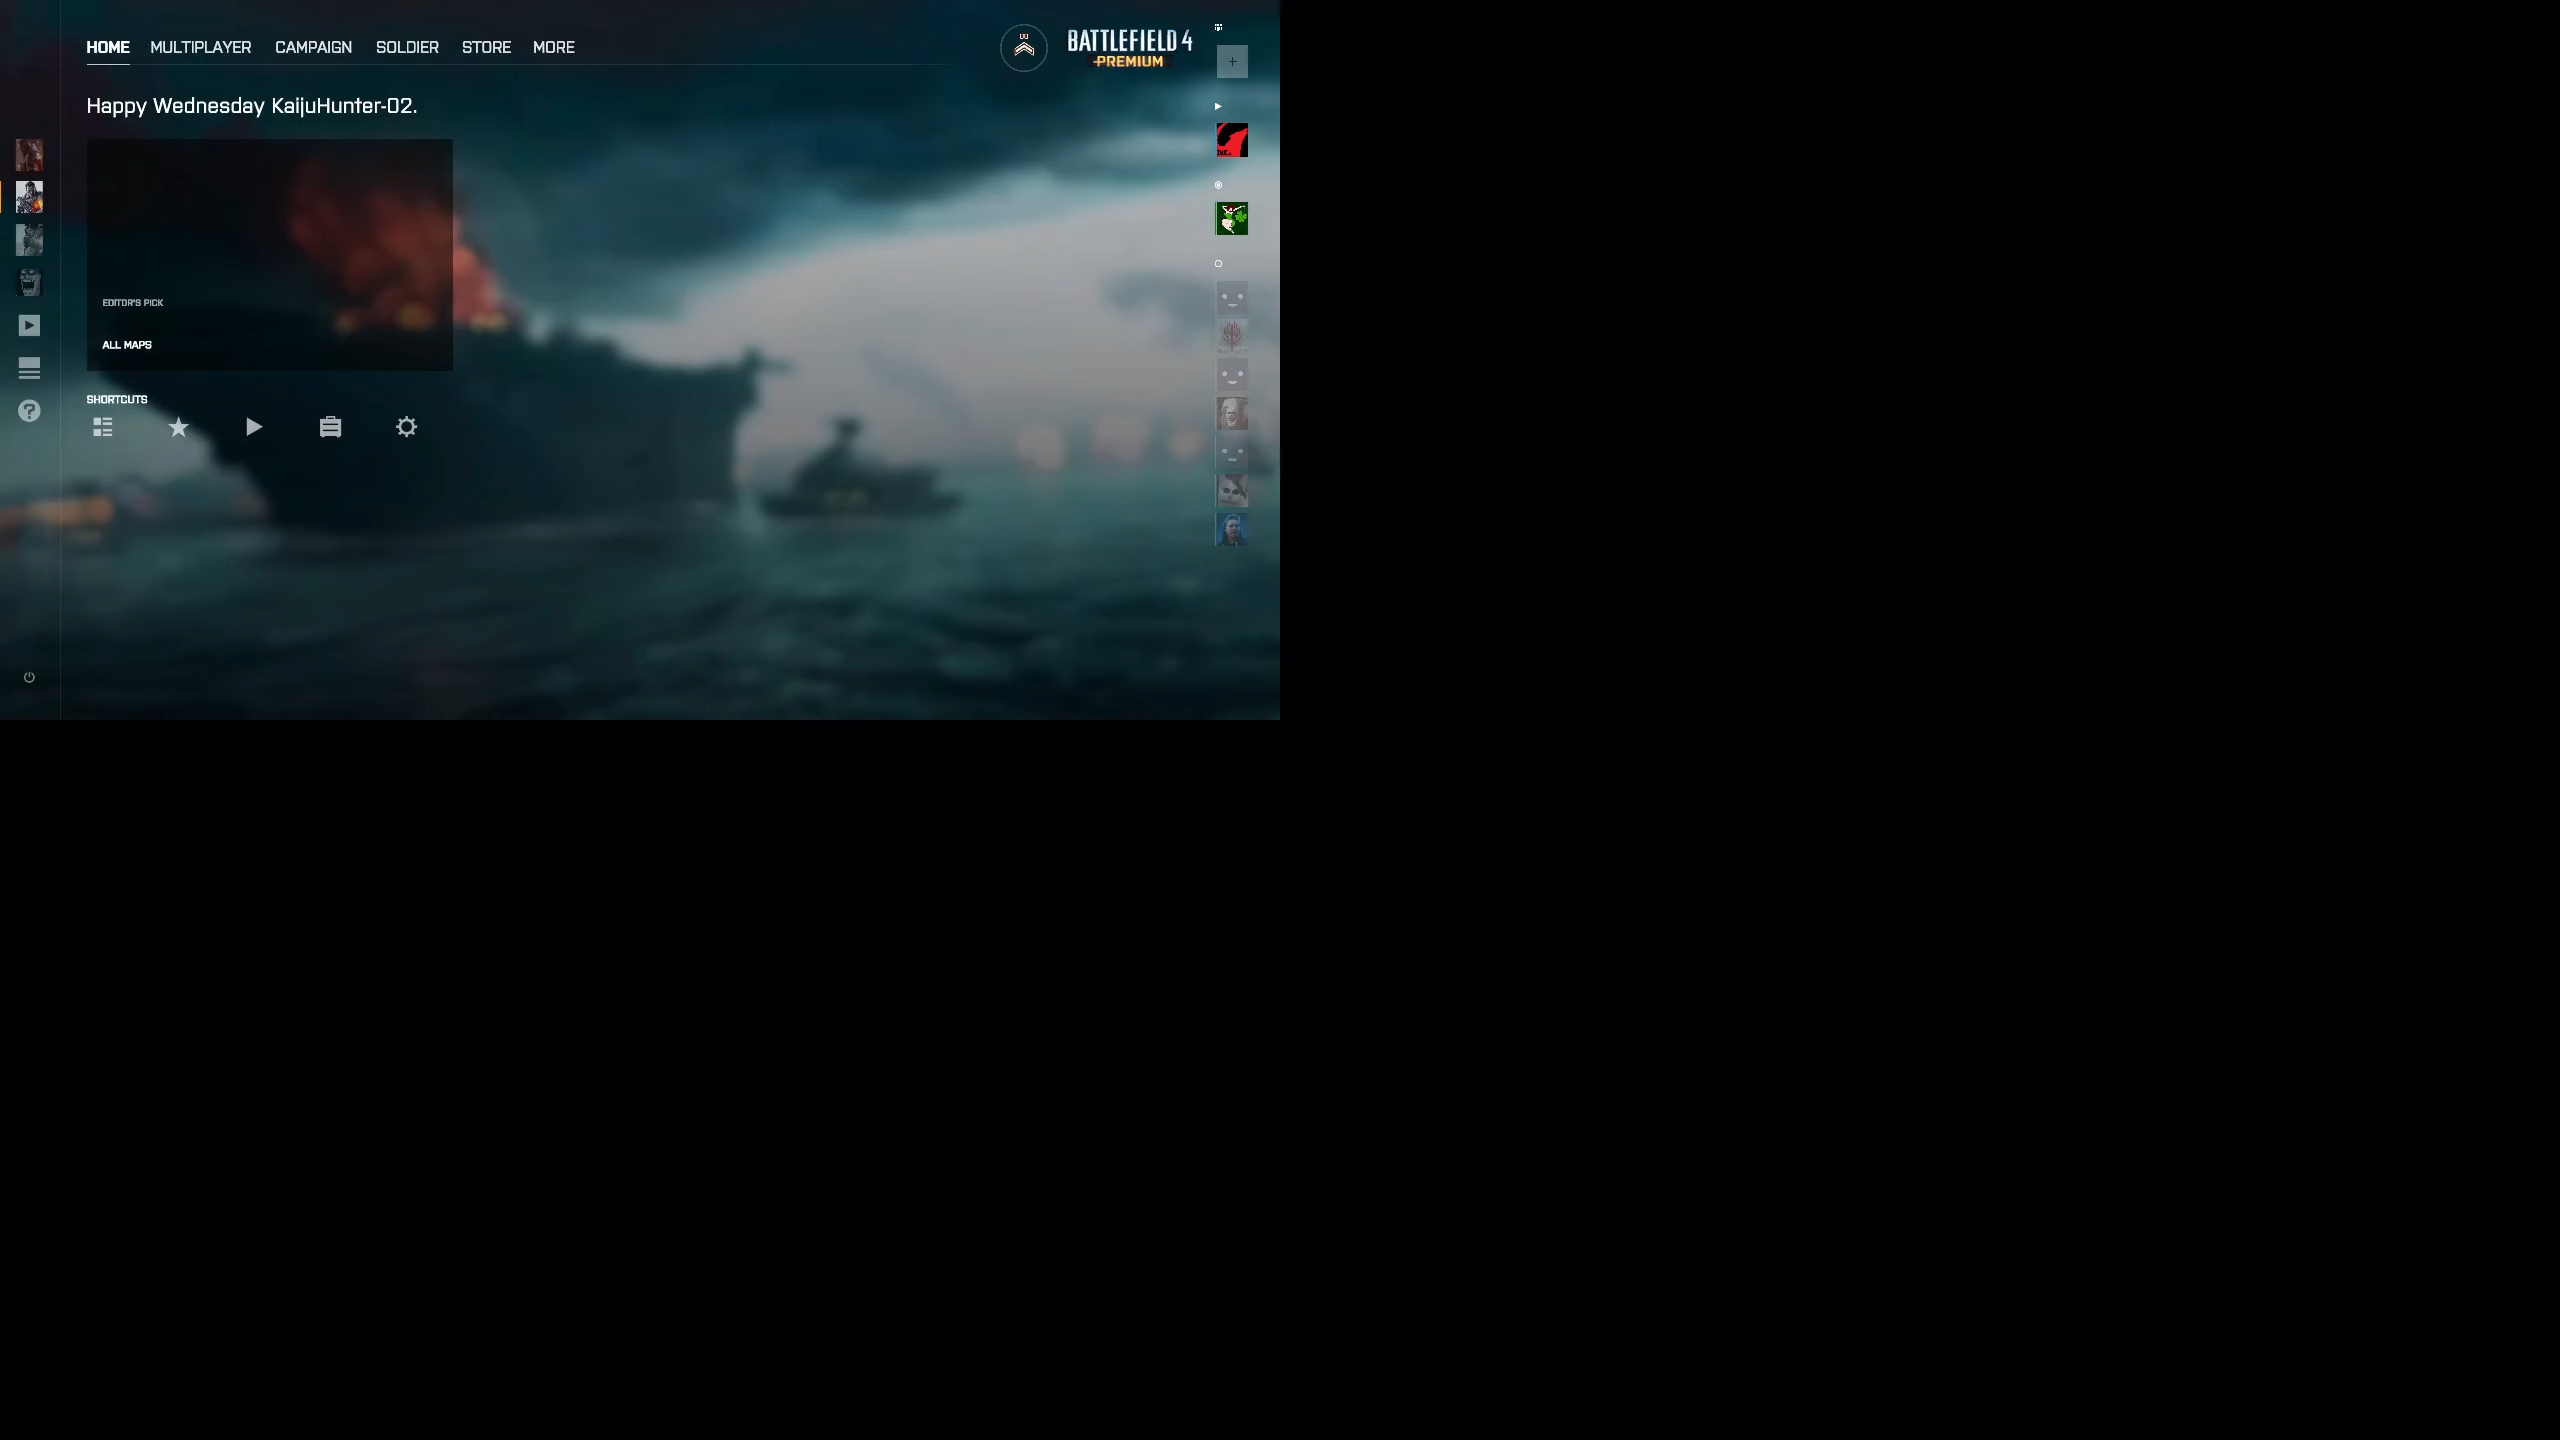 HOME MULTIPLAYER CAMPAIGN SOLDIER STORE MORE
BATTLEFIELD 4
PREMIUM
Happy Wednesday KaijuHunter-02.
EDITOR'S PICK
ALL MAPS
SHORTCUTS